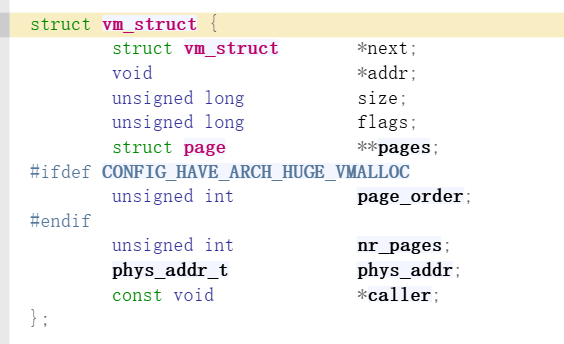 struct vm_struct {
        struct vm_struct        *next;
        void                    *addr;
        unsigned long           size;
        unsigned long           flags;
        struct page             **pages;
#ifdef CONFIG_HAVE_ARCH_HUGE_VMALLOC
        unsigned int            page_order;
#endif
        unsigned int            nr_pages;
        phys_addr_t             phys_addr;
        const void              *caller;
};